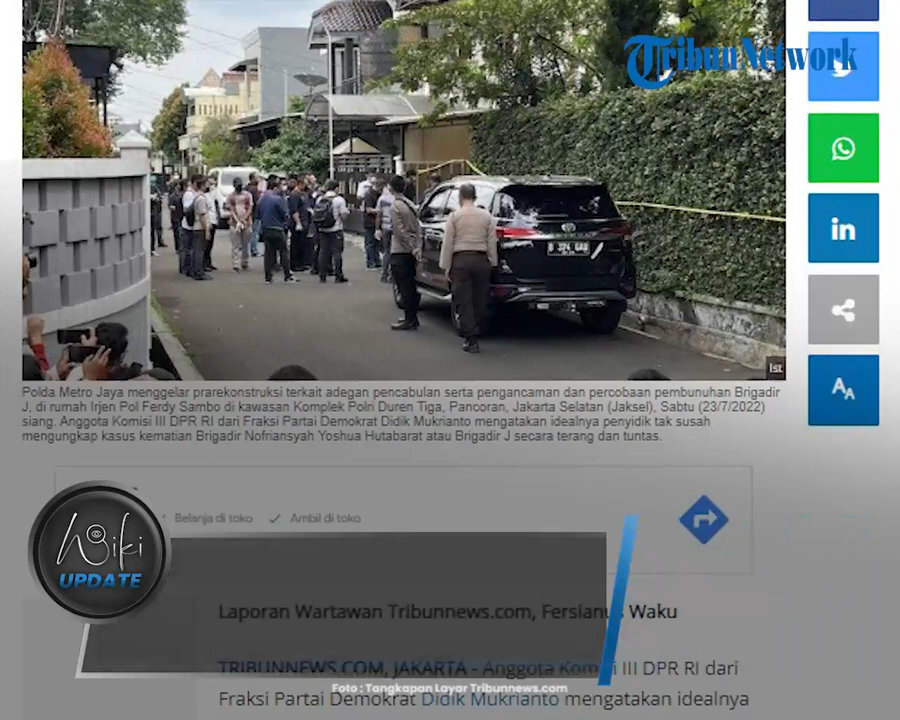 TribunNetwork
B 374 GAB
Ist
Polda Metro Jaya menggelar prarekonstruksi terkait adegan pencabulan serta pengancaman dan percobaan pembunuhan Brigadir
J, di rumah Irjen Pol Ferdy Sambo di kawasan Komplek Polri Duren Tiga, Pancoran, Jakarta Selatan (Jaksel), Sabtu (23/7/2022)
siang. Anggota Komisi III DPR RI dari Fraksi Partai Demokrat Didik Mukrianto mengatakan idealnya penyidik tak susah
mengungkap kasus kematian Brigadir Nofriansyah Yoshua Hutabarat atau Brigadir J secara terang dan tuntas.
in
AA
Belanja di toko Ambil di toko
Wiki
UPDATE
Laporan Wartawan Tribunnews.com, Fersianus Waku
TRIBUNNEWS.COM, JAKARTA - Anggota Komisi III DPR RI dari
Foto : Tangkapan Layar Tribunnews.com
Fraksi Partai Demokrat Didik Mukrianto mengatakan idealnya